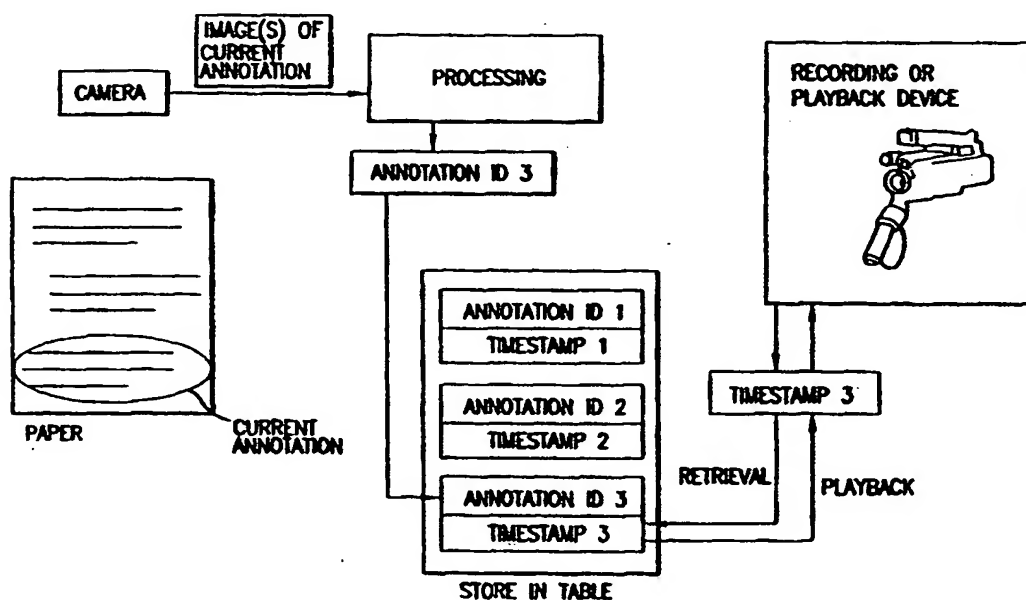 IMAGE(S) OF
CURRENT
ANNOTATION
CAMERA
PROCESSING
RECORDING OR
PLAYBACK DEVICE
ANNOTATION ID 3
ANNOTATION ID 1
TIMESTAMP 1
ANNOTATION ID 2
TIMESTAMP 2
ANNOTATION ID 3
TIMESTAMP 3
TIMESTAMP 3
PAPER
CURRENT
ANNOTATION
RETRIEVAL
PLAYBACK
STORE IN TABLE